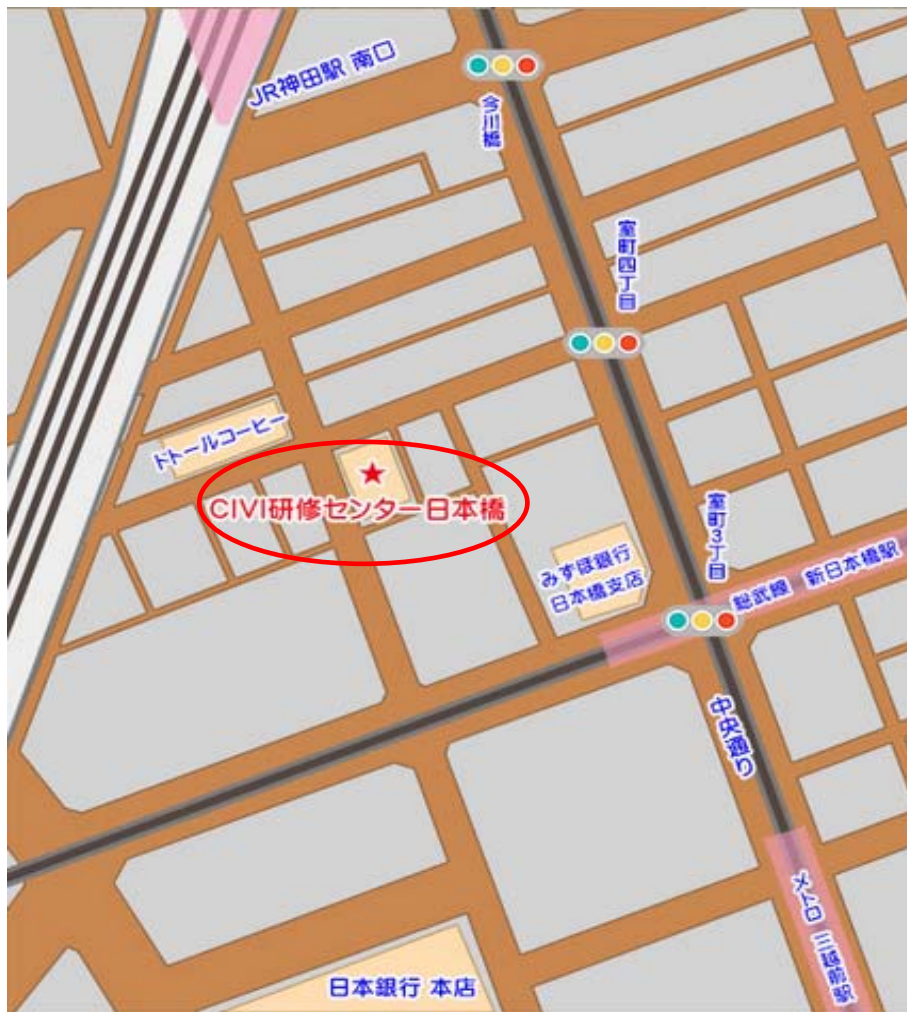 JR神田駅 南口
今川橋
室町四丁目
ドトールコーヒー
CIVI研修センター日本橋
室町3丁目
みずほ銀行
日本橋支店
総武線 新日本橋駅
中央通り
メトロ 三越前駅
日本銀行 本店